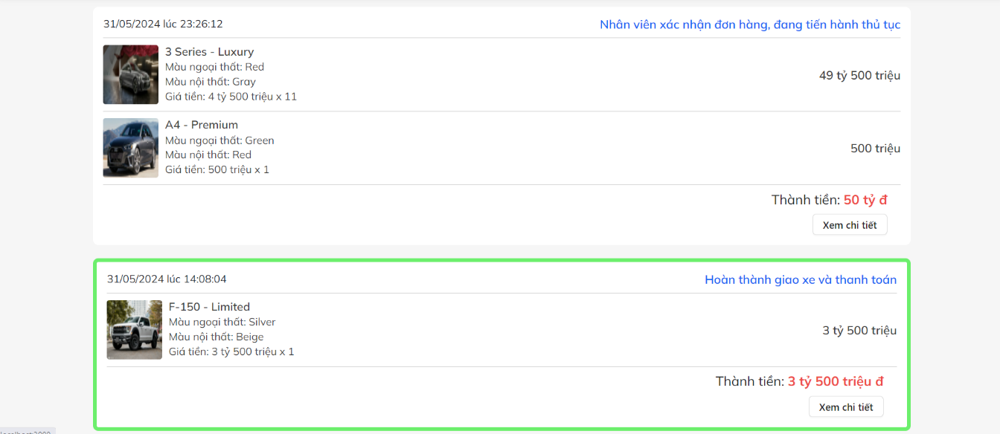 31/05/2024 lúc 23:26:12
Nhân viên xác nhận đơn hàng, đang tiến hành thủ tục
3 Series - Luxury
Màu ngoại thất: Red
Màu nội thất: Gray
Giá tiền: 4 tỷ 500 triệu x 11
49 tỷ 500 triệu
A4 - Premium
Màu ngoại thất: Green
Màu nội thất: Red
Giá tiền: 500 triệu x 1
500 triệu
Thành tiền: 50 tỷ đ
Xem chi tiết
31/05/2024 lúc 14:08:04
Hoàn thành giao xe và thanh toán
F-150 - Limited
Màu ngoại thất: Silver
Màu nội thất: Beige
Giá tiền: 3 tỷ 500 triệu x 1
3 tỷ 500 triệu
Thành tiền: 3 tỷ 500 triệu đ
Xem chi tiết